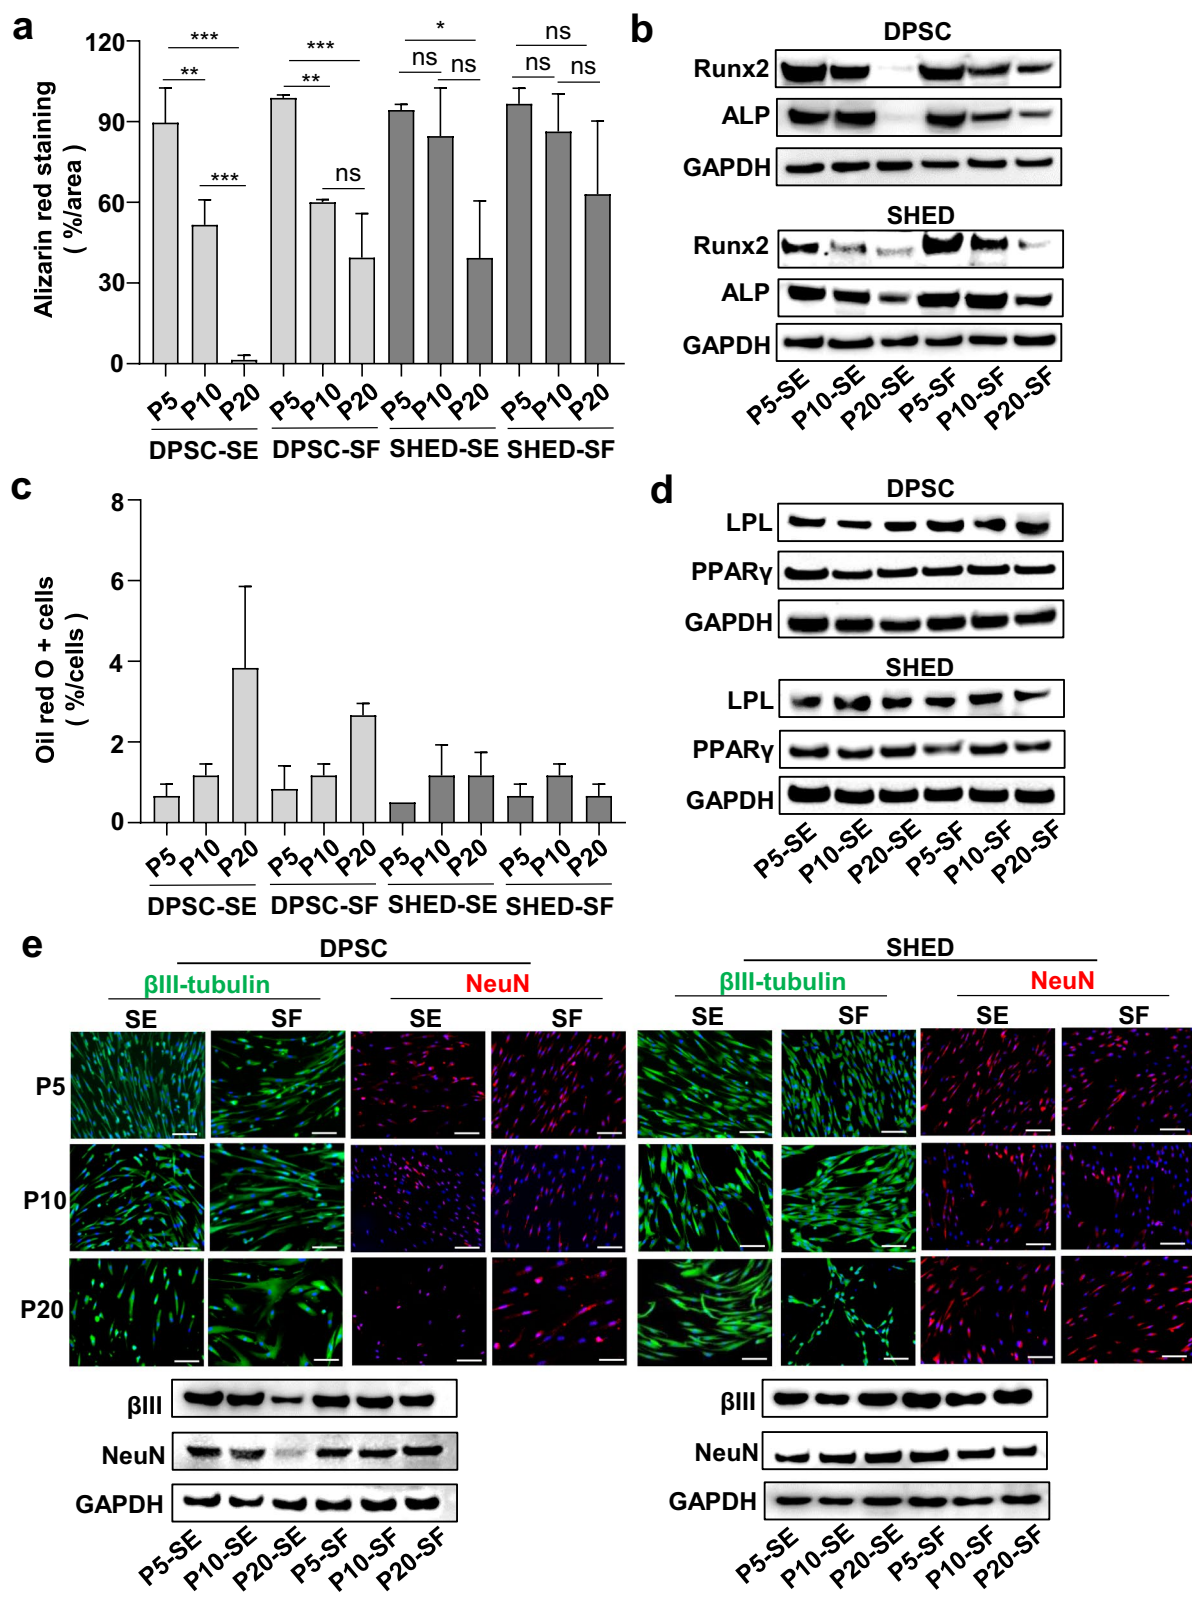 a
Alizarin red staining
( %/area)
120
90
60
30
0
*** ** ***
*** ** ns
* ns ns
ns ns ns
P5 P10 P20 P5 P10 P20 P5 P10 P20 P5 P10 P20
DPSC-SE DPSC-SF SHED-SE SHED-SF
b
DPSC
Runx2
ALP
GAPDH
SHED
Runx2
ALP
GAPDH
P5-SE P10-SE P20-SE P5-SF P10-SF P20-SF
c
Oil red O + cells
( %/cells )
8
6
4
2
0
P5 P10 P20 P5 P10 P20 P5 P10 P20 P5 P10 P20
DPSC-SE DPSC-SF SHED-SE SHED-SF
d
DPSC
LPL
PPARγ
GAPDH
SHED
LPL
PPARγ
GAPDH
P5-SE P10-SE P20-SE P5-SF P10-SF P20-SF
e
DPSC SHED
βIII-tubulin NeuN βIII-tubulin NeuN
SE SF SE SF SE SF SE SF
P5
P10
P20
βIII
NeuN
GAPDH
P5-SE P10-SE P20-SE P5-SF P10-SF P20-SF
βIII
NeuN
GAPDH
P5-SE P10-SE P20-SE P5-SF P10-SF P20-SF